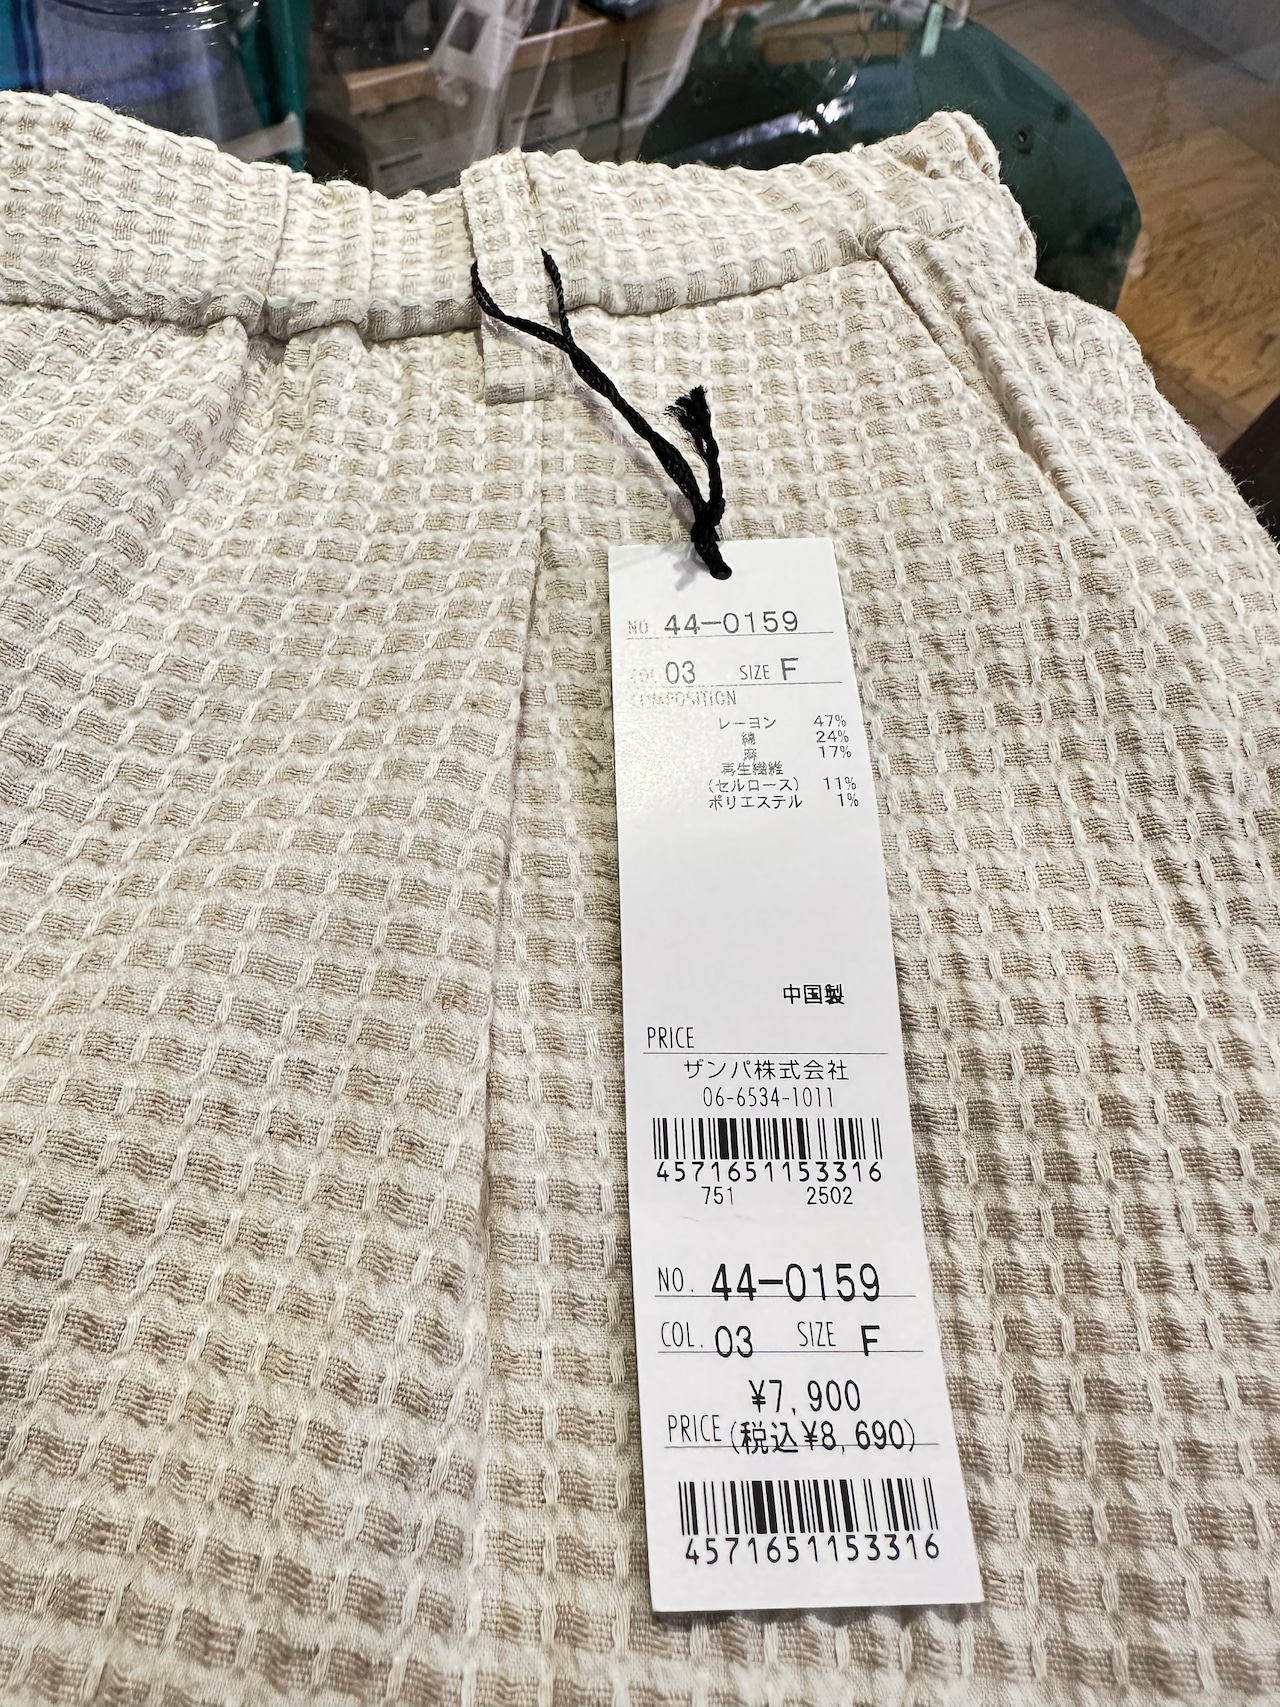 NO. 44-0159
COL. 03 SIZE F
COMPOSITION
レーヨン 47%
綿 24%
麻 17%
再生繊維
(セルロース) 11%
ポリエステル 1%
中国製
PRICE
ザンパ株式会社
06-6534-1011
4571651153316
751 2502
NO. 44-0159
COL. 03 SIZE F
¥7,900
PRICE (税込¥8,690)
4571651153316